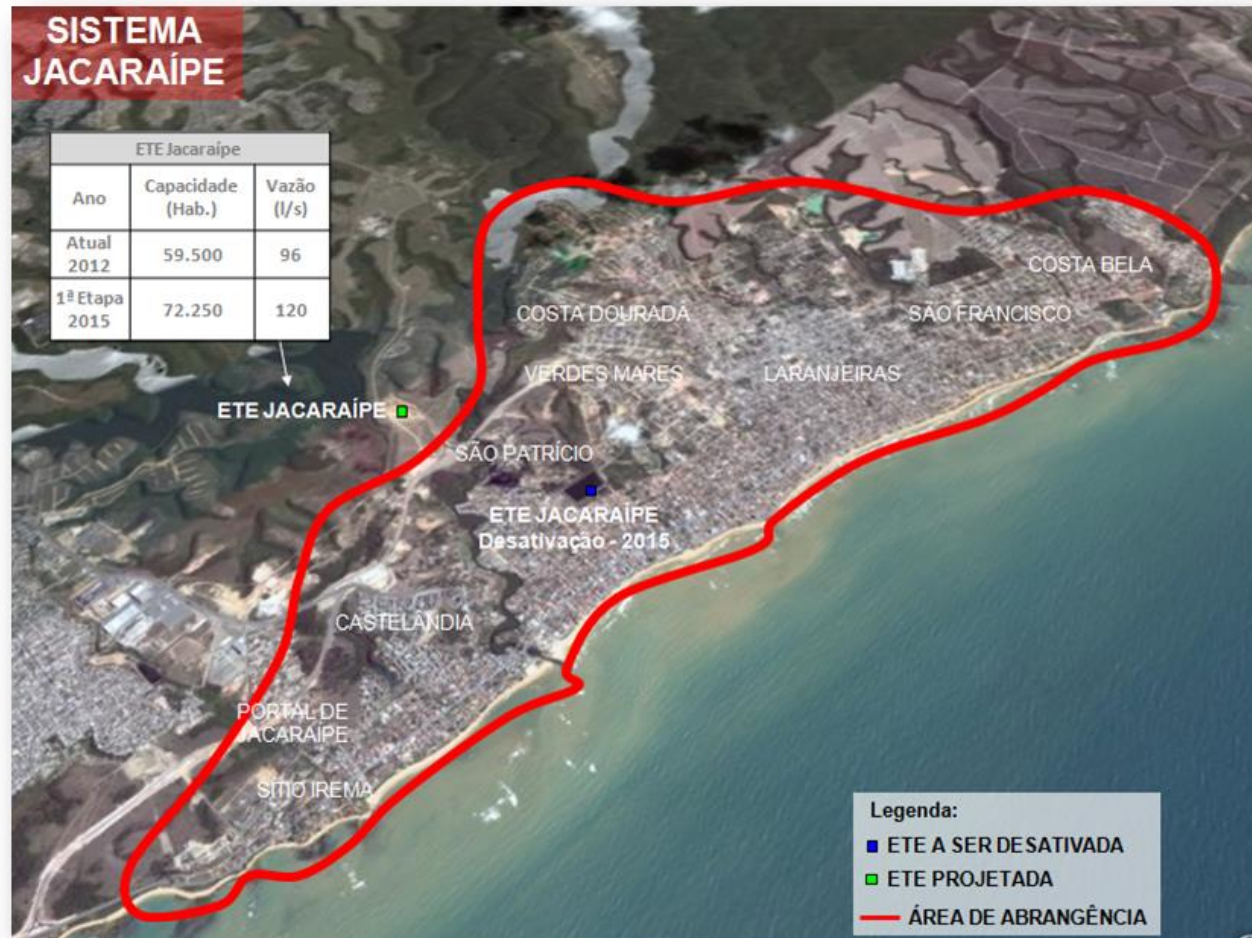 SISTEMA
JACARAÍPE
ETE Jacaraípe
Ano Capacidade (Hab.) Vazão (l/s)
Atual 2012 59.500 96
1ª Etapa 2015 72.250 120
COSTA BELA
COSTA DOURADA
SÃO FRANCISCO
VERDES MARES
LARANJEIRAS
ETE JACARAÍPE
SÃO PATRÍCIO
ETE JACARAÍPE
Desativação - 2015
CASTELÂNDIA
PORTAL DE
JACARAÍPE
SÍTIO IREMA
Legenda:
ETE A SER DESATIVADA
ETE PROJETADA
ÁREA DE ABRANGÊNCIA